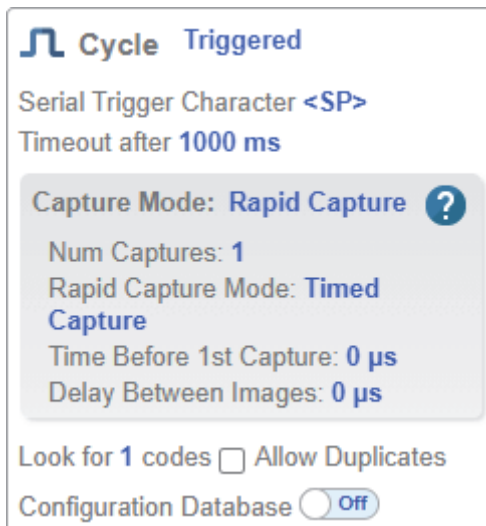 Cycle Triggered
Serial Trigger Character <SP>
Timeout after 1000 ms
Capture Mode: Rapid Capture ?
Num Captures: 1
Rapid Capture Mode: Timed
Capture
Time Before 1st Capture: 0 µs
Delay Between Images: 0 µs
Look for 1 codes Allow Duplicates
Configuration Database Off